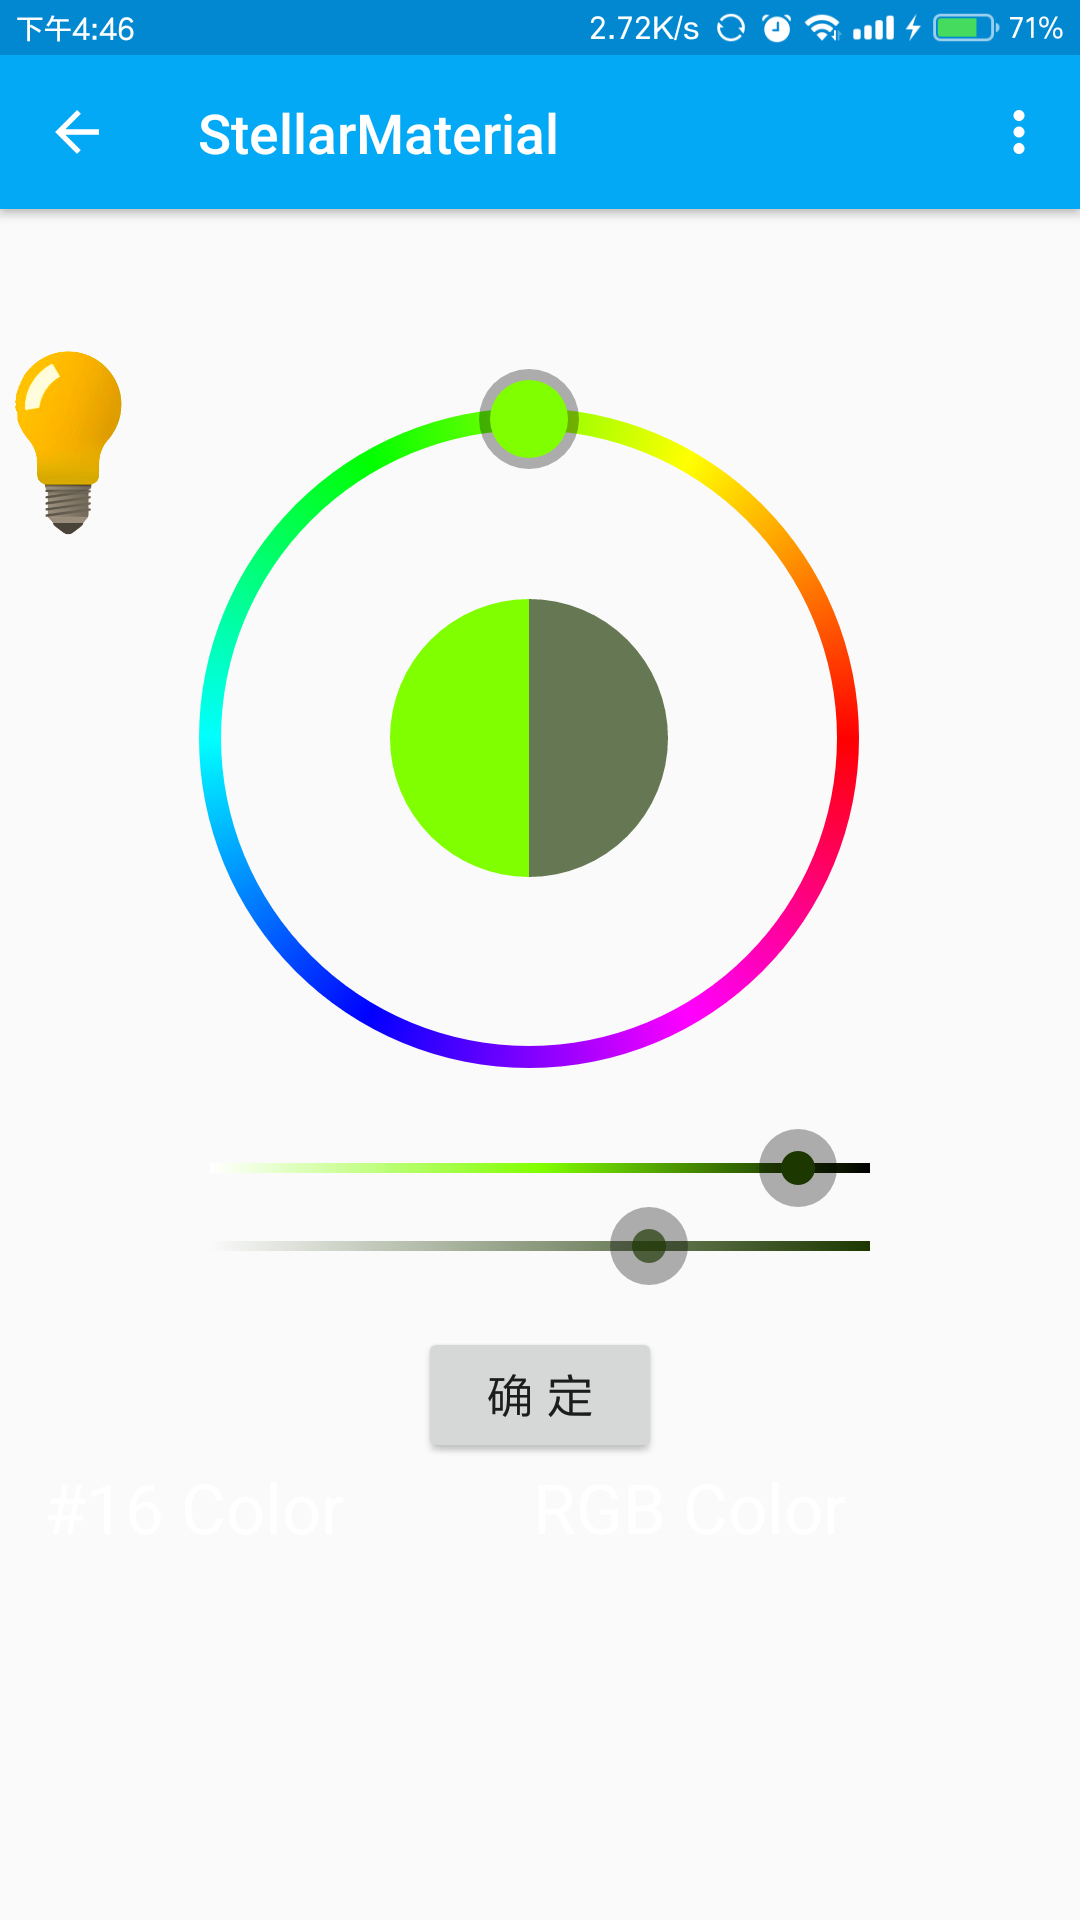 下午4:46 2.72K/s 71%
StellarMaterial
确 定
#16 Color RGB Color